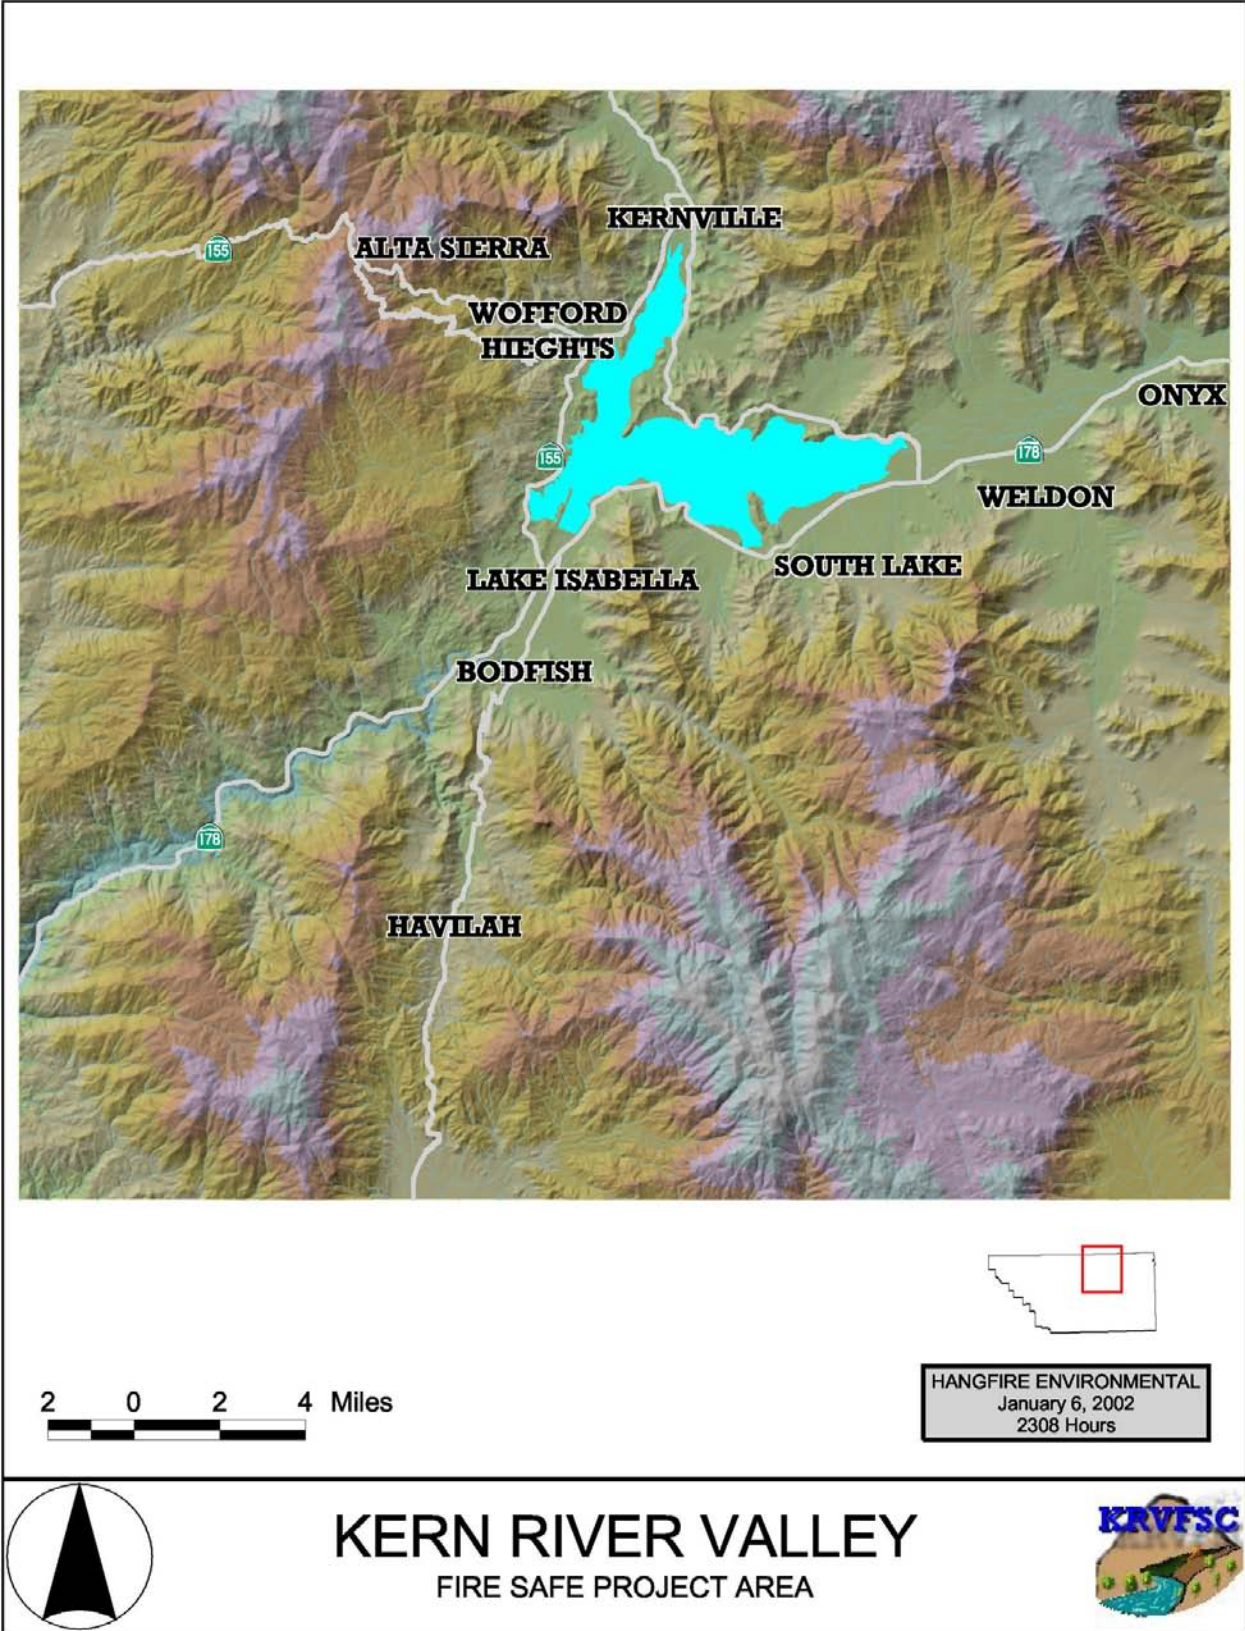 KERNVILLE
155
ALTA SIERRA
WOFFORD
HIEGHTS
ONYX
155
178
WELDON
SOUTH LAKE
LAKE ISABELLA
BODFISH
178
HAVILAH
2 0 2 4 Miles
HANGFIRE ENVIRONMENTAL
January 6, 2002
2308 Hours
KERN RIVER VALLEY
FIRE SAFE PROJECT AREA
KRVFSC